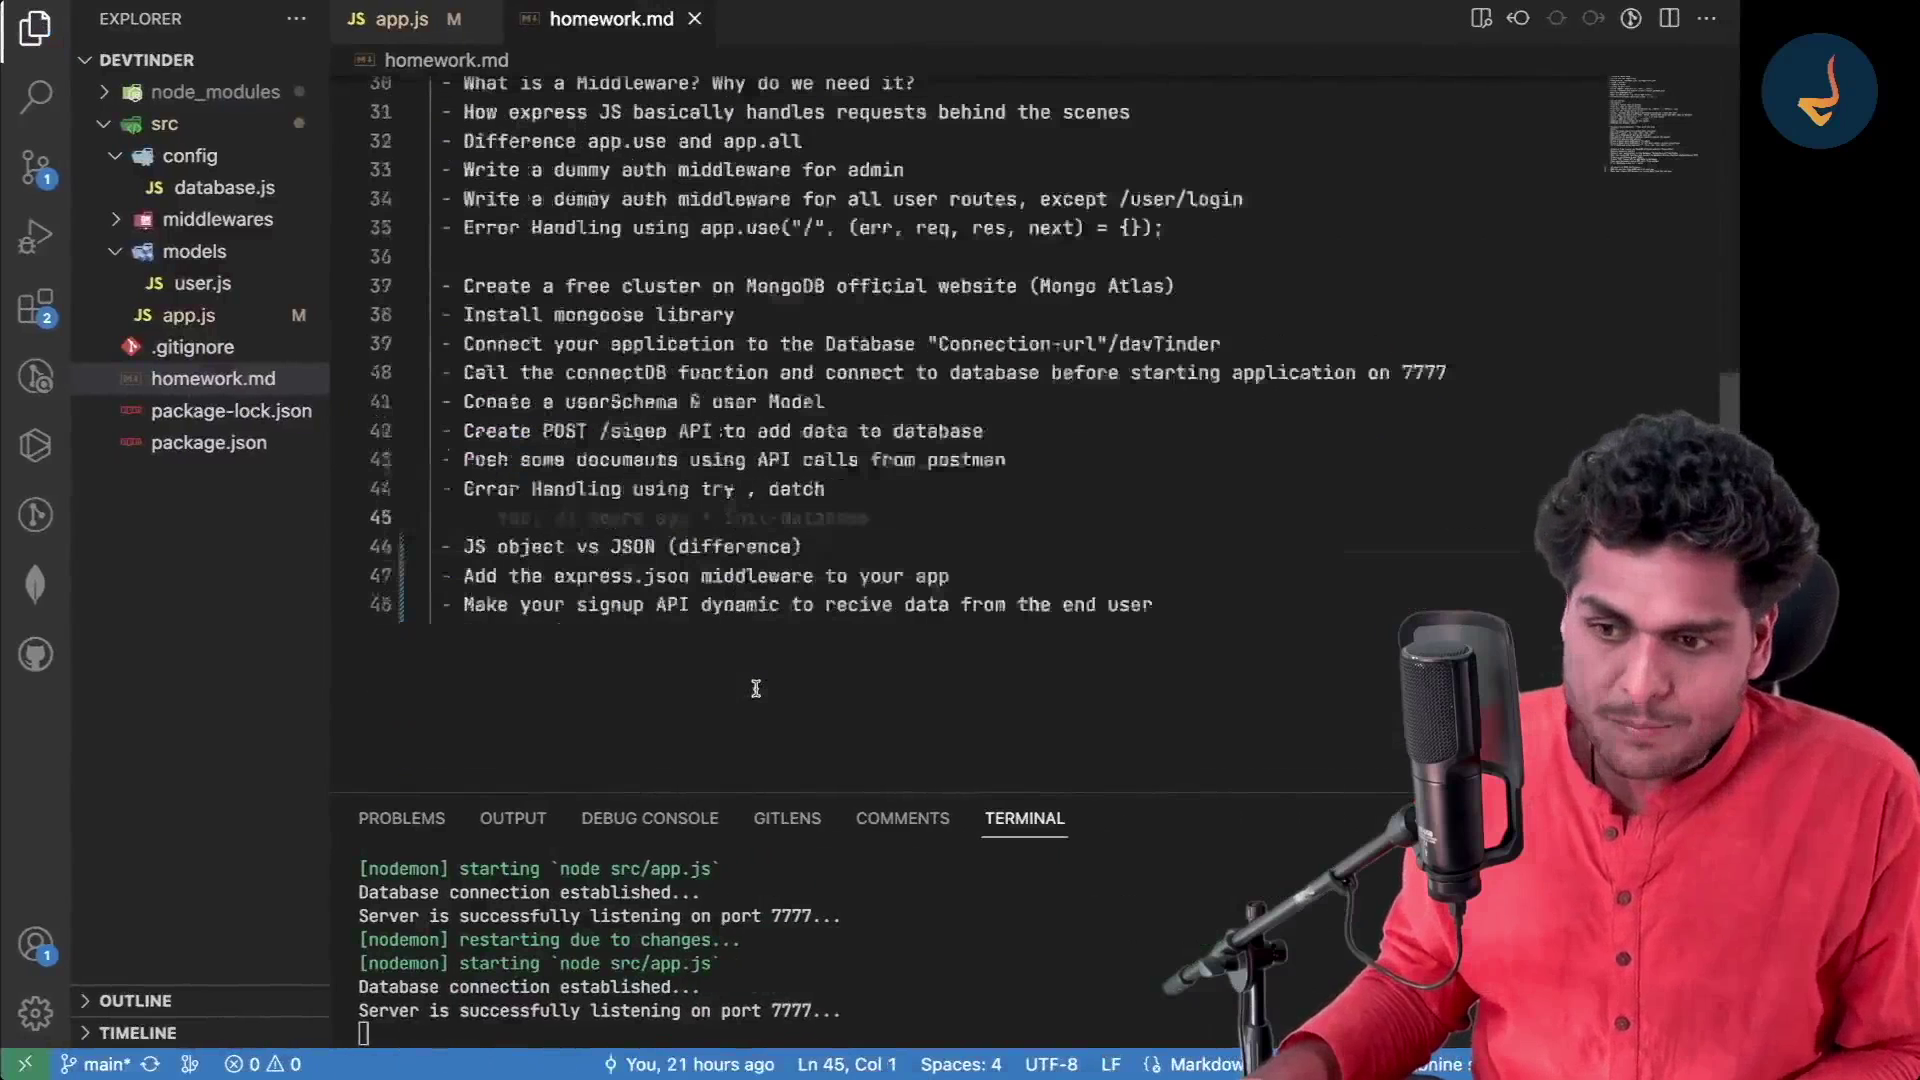 EXPLORER
DEVTINDER
node_modules
src
config
JS database.js
middlewares
models
JS user.js
JS app.js M
.gitignore
homework.md
package-lock.json
package.json
OUTLINE
TIMELINE
1
2
1
JS app.js M
homework.md
homework.md
30 - What is a Middleware? Why do we need it?
31 - How express JS basically handles requests behind the scenes
32 - Difference app.use and app.all
33 - Write a dummy auth middleware for admin
34 - Write a dummy auth middleware for all user routes, except /user/login
35 - Error Handling using app.use("/", (err, req, res, next) = {});
36
37 - Create a free cluster on MongoDB official website (Mongo Atlas)
38 - Install mongoose library
39 - Connect your application to the Database "Connection-url"/devTinder
- Call the connectDB function and connect to database before starting application on 7777
41 - Create a userSchema & user Model
42 - Create POST /signup API to add data to database
43 - some using API calls from postman
44 - Error Handling using try ,
45
- JS object vs JSON (difference)
47 - Add the express.json middleware to your app
- Make your signup API dynamic to recive data from the end user
PROBLEMS OUTPUT DEBUG CONSOLE GITLENS COMMENTS TERMINAL
[nodemon] starting `node src/app.js`
Database connection established...
Server is successfully listening on port 7777...
[nodemon] restarting due to changes...
[nodemon] starting `node src/app.js`
Database connection established...
Server is successfully listening on port 7777...
main* 0 0 You, 21 hours ago Ln 45, Col 1 Spaces: 4 UTF-8 LF